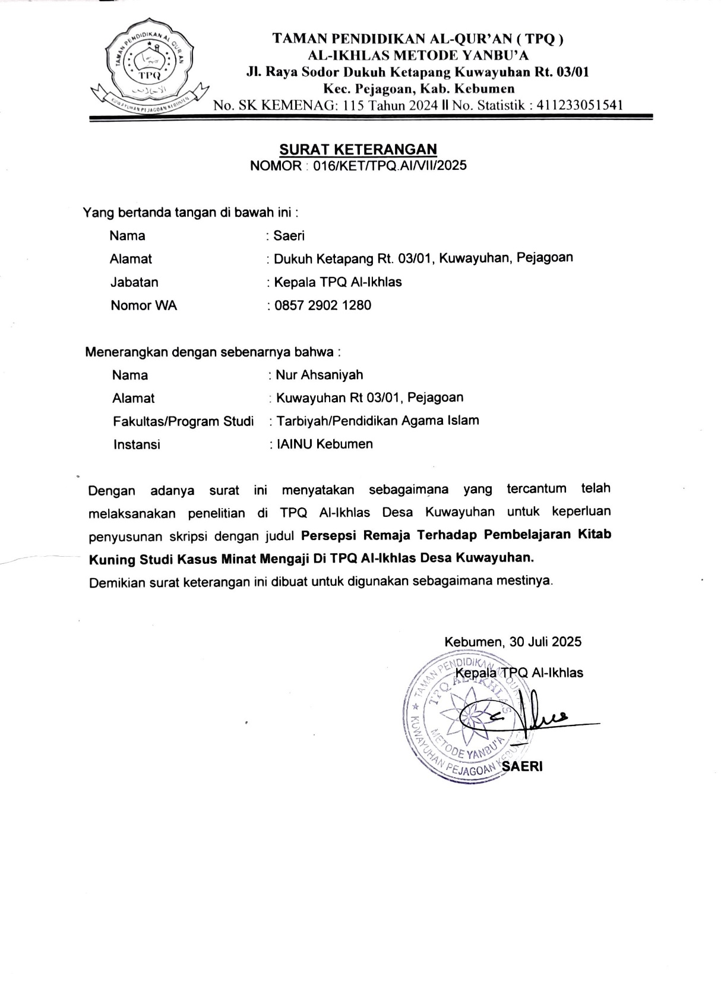 TAMAN PENDIDIKAN AL QUR'AN
TPQ
KUWAYUHAN PEJAGOAN KEBUMEN
TAMAN PENDIDIKAN AL-QUR'AN ( TPQ )
AL-IKHLAS METODE YANBU'A
Jl. Raya Sodor Dukuh Ketapang Kuwayuhan Rt. 03/01
Kec. Pejagoan, Kab. Kebumen
No. SK KEMENAG: 115 Tahun 2024 ll No. Statistik : 411233051541
SURAT KETERANGAN
NOMOR : 016/KET/TPQ.AI/VII/2025
Yang bertanda tangan di bawah ini :
Nama : Saeri
Alamat : Dukuh Ketapang Rt. 03/01, Kuwayuhan, Pejagoan
Jabatan : Kepala TPQ Al-Ikhlas
Nomor WA : 0857 2902 1280
Menerangkan dengan sebenarnya bahwa :
Nama : Nur Ahsaniyah
Alamat : Kuwayuhan Rt 03/01, Pejagoan
Fakultas/Program Studi : Tarbiyah/Pendidikan Agama Islam
Instansi : IAINU Kebumen
Dengan adanya surat ini menyatakan sebagaimana yang tercantum telah
melaksanakan penelitian di TPQ Al-Ikhlas Desa Kuwayuhan untuk keperluan
penyusunan skripsi dengan judul Persepsi Remaja Terhadap Pembelajaran Kitab
Kuning Studi Kasus Minat Mengaji Di TPQ Al-Ikhlas Desa Kuwayuhan.
Demikian surat keterangan ini dibuat untuk digunakan sebagaimana mestinya.
Kebumen, 30 Juli 2025
Kepala TPQ Al-Ikhlas
TAMAN PENDIDIKAN AL QUR'AN
TPQ AL-IKHLAS
METODE YANBU'A
KUWAYUHAN PEJAGOAN KEBUMEN
SAERI